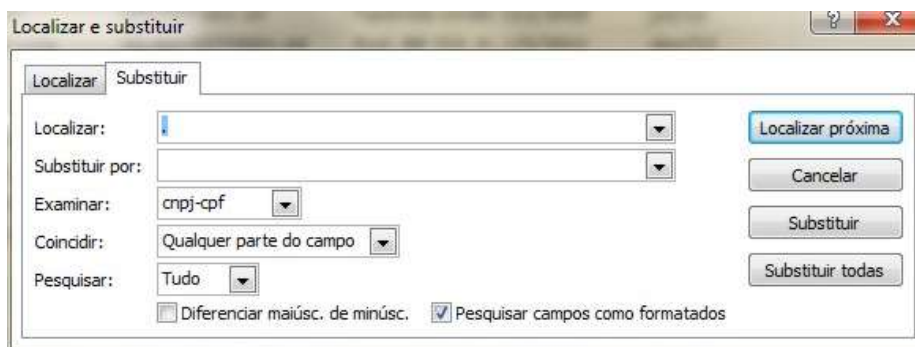 Localizar e substituir
Localizar
Substituir
Localizar: .
Localizar próxima
Substituir por:
Cancelar
Examinar: cnpj-cpf
Substituir
Coincidir: Qualquer parte do campo
Pesquisar: Tudo
Substituir todas
Diferenciar maiúsc. de minúsc. Pesquisar campos como formatados